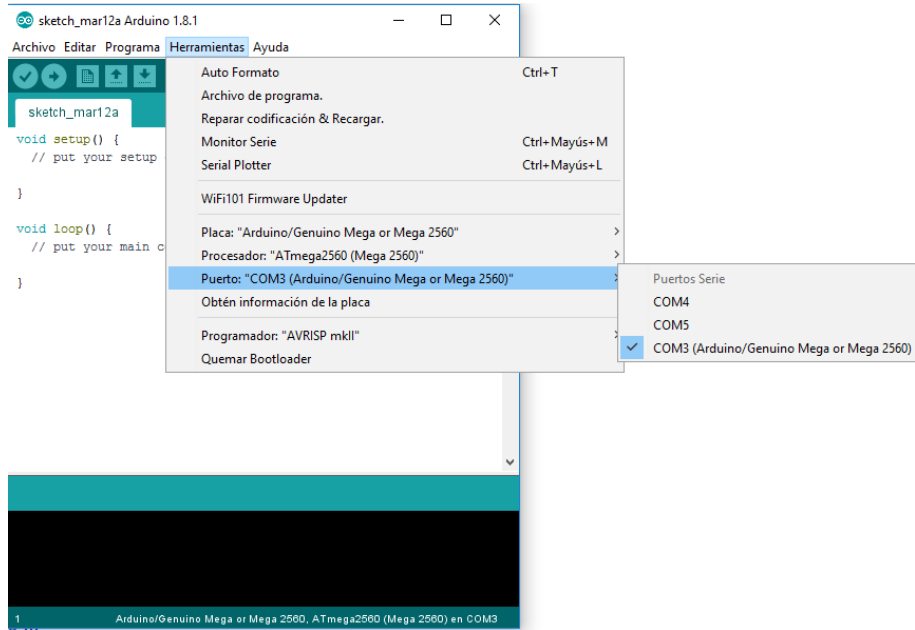 sketch_mar12a Arduino 1.8.1
Archivo Editar Programa Herramientas Ayuda
sketch_mar12a
void setup() {
// put your setup
}
void loop() {
// put your main c
}
Auto Formato Ctrl+T
Archivo de programa.
Reparar codificación & Recargar.
Monitor Serie Ctrl+Mayús+M
Serial Plotter Ctrl+Mayús+L
WiFi101 Firmware Updater
Placa: "Arduino/Genuino Mega or Mega 2560"
Procesador: "ATmega2560 (Mega 2560)"
Puerto: "COM3 (Arduino/Genuino Mega or Mega 2560)"
Obtén información de la placa
Programador: "AVRISP mkII"
Quemar Bootloader
Puertos Serie
COM4
COM5
COM3 (Arduino/Genuino Mega or Mega 2560)
1 Arduino/Genuino Mega or Mega 2560, ATmega2560 (Mega 2560) en COM3